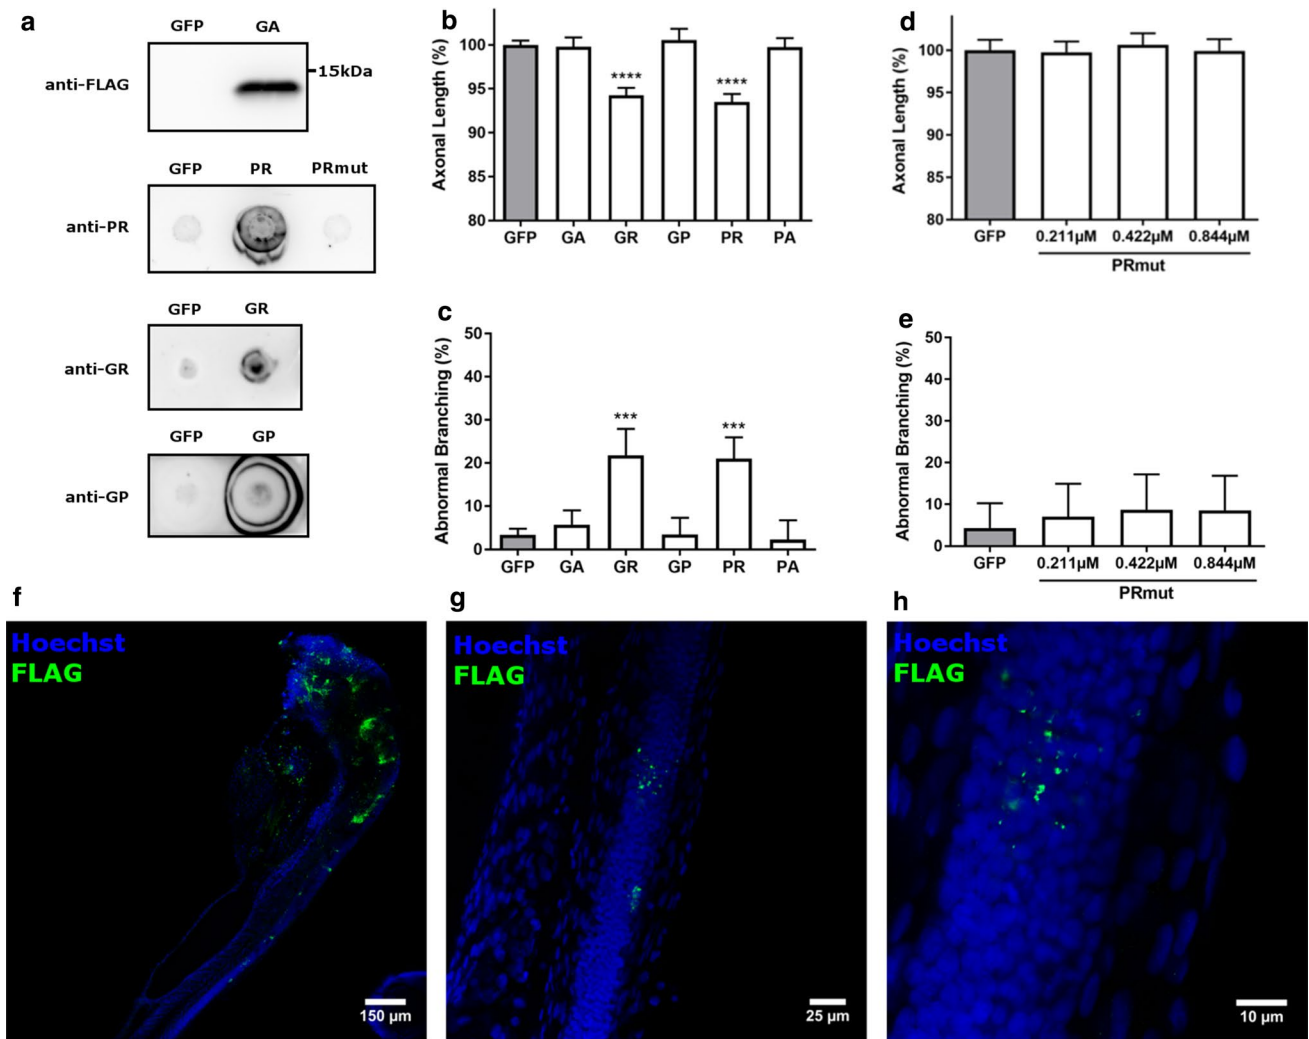 a
GFP GA
anti-FLAG
15kDa
GFP PR PRmut
anti-PR
GFP GR
anti-GR
GFP GP
anti-GP
b
Axonal Length (%)
100
95
90
85
80
**** ****
GFP GA GR GP PR PA
c
Abnormal Branching (%)
50
40
30
20
10
0
*** ***
GFP GA GR GP PR PA
d
Axonal Length (%)
100
95
90
85
80
GFP 0.211µM 0.422µM 0.844µM
PRmut
e
Abnormal Branching (%)
50
40
30
20
10
0
GFP 0.211µM 0.422µM 0.844µM
PRmut
f
Hoechst
FLAG
150 µm
g
Hoechst
FLAG
25 µm
h
Hoechst
FLAG
10 µm